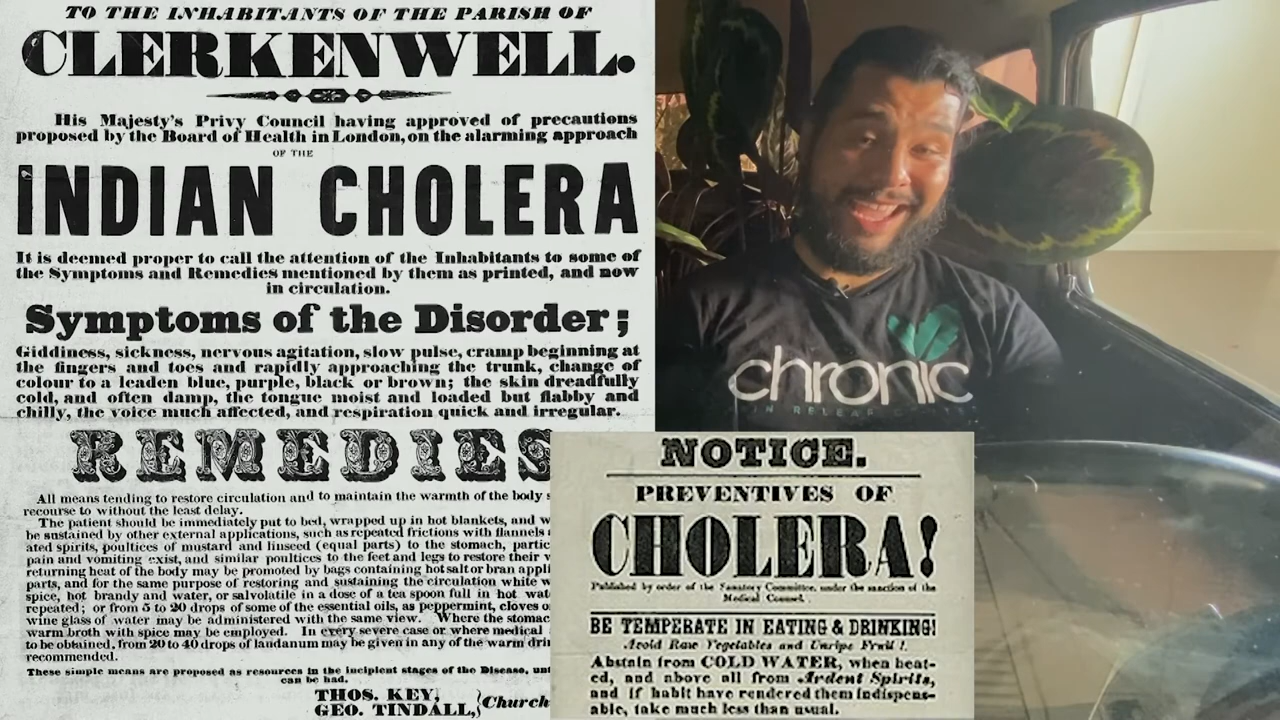 TO THE INHABITANTS OF THE PARISH OF
CLERKENWELL.
His Majesty's Privy Council having approved of precautions
proposed by the Board of Health in London, on the alarming approach
OF THE
INDIAN CHOLERA
It is deemed proper to call the attention of the Inhabitants to some of
the Symptoms and Remedies mentioned by them as printed, and now
in circulation.
Symptoms of the Disorder;
Giddiness, sickness, nervous agitation, slow pulse, cramp beginning at
the fingers and toes and rapidly approaching the trunk, change of
colour to a leaden blue, purple, black or brown; the skin dreadfully
cold, and often damp, the tongue moist and loaded but flabby and
chilly, the voice much affected, and respiration quick and irregular.
REMEDIES
All means tending to restore circulation and to maintain the warmth of the body s
recourse to without the least delay.
The patient should be immediately put to bed, wrapped up in hot blankets, and w
be sustained by other external applications, such as repeated frictions with flannels
ated spirits, poultices of mustard and linseed (equal parts) to the stomach, partic
pain and vomiting exist, and similar poultices to the feet and legs to restore their
returning heat of the body may be promoted by bags containing hot salt or bran appli
parts, and for the same purpose of restoring and sustaining the circulation white w
spice, hot brandy and water, or salvolatile in a dose of a tea spoon full in hot wat
repeated; or from 5 to 20 drops of some of the essential oils, as peppermint, cloves o
wine glass of water may be administered with the same view. Where the stomac
warm broth with spice may be employed. In every severe case or where medical
to be obtained, from 20 to 40 drops of laudanum may be given in any of the warm dri
recommended.
These simple means are proposed as resources in the incipient stages of the Disease, unt
can be had.
THOS. KEY,
GEO. TINDALL, } Church
chronic
NOTICE.
PREVENTIVES OF
CHOLERA!
Published by order of the Sanatory Committee, under the sanction of the
Medical Counsel.
BE TEMPERATE IN EATING & DRINKING!
Avoid Raw Vegetables and Unripe Fruit!
Abstain from COLD WATER, when heat-
ed, and above all from Ardent Spirits,
and if habit have rendered them indispens-
able, take much less than usual.